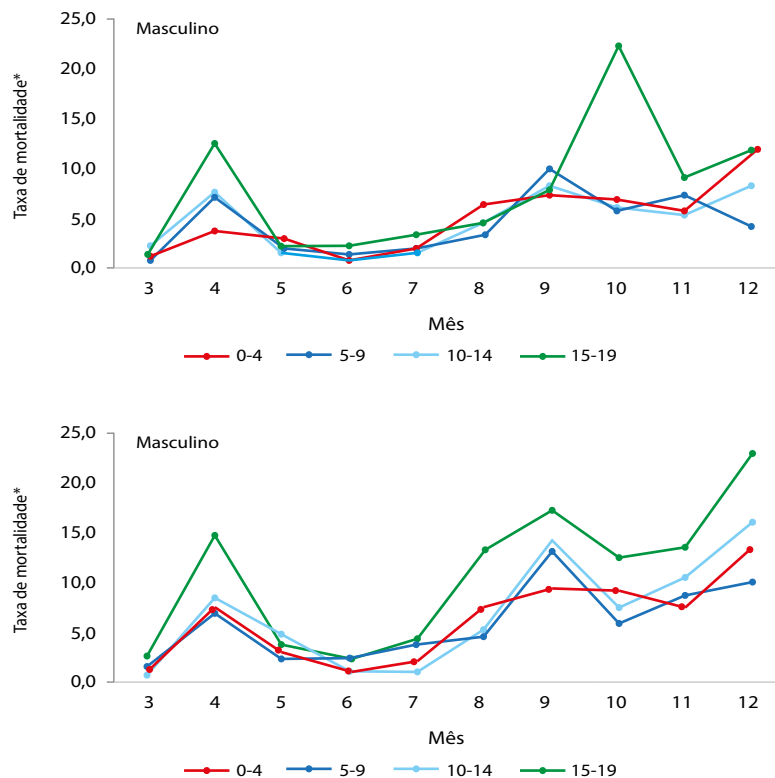 Masculino
Taxa de mortalidade*
25,0
20,0
15,0
10,0
5,0
0,0
3 4 5 6 7 8 9 10 11 12
Mês
0-4 5-9 10-14 15-19
Masculino
Taxa de mortalidade*
25,0
20,0
15,0
10,0
5,0
0,0
3 4 5 6 7 8 9 10 11 12
Mês
0-4 5-9 10-14 15-19